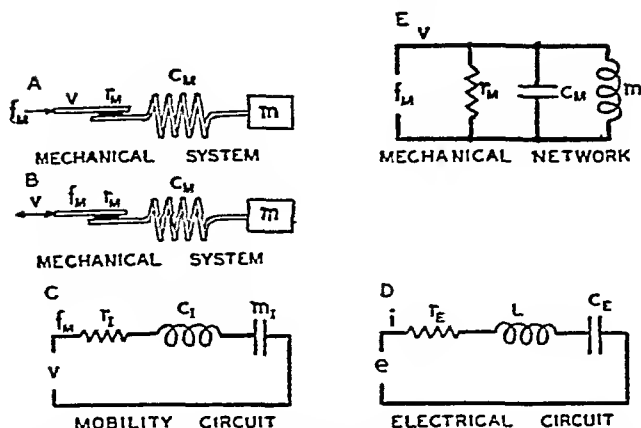 A
f_M v r_M C_M m
MECHANICAL SYSTEM
B
v f_M r_M C_M m
MECHANICAL SYSTEM
C
f_M r_I C_I m_I
v
MOBILITY CIRCUIT
E
v
f_M r_M C_M m
MECHANICAL NETWORK
D
i r_E L C_E
e
ELECTRICAL CIRCUIT